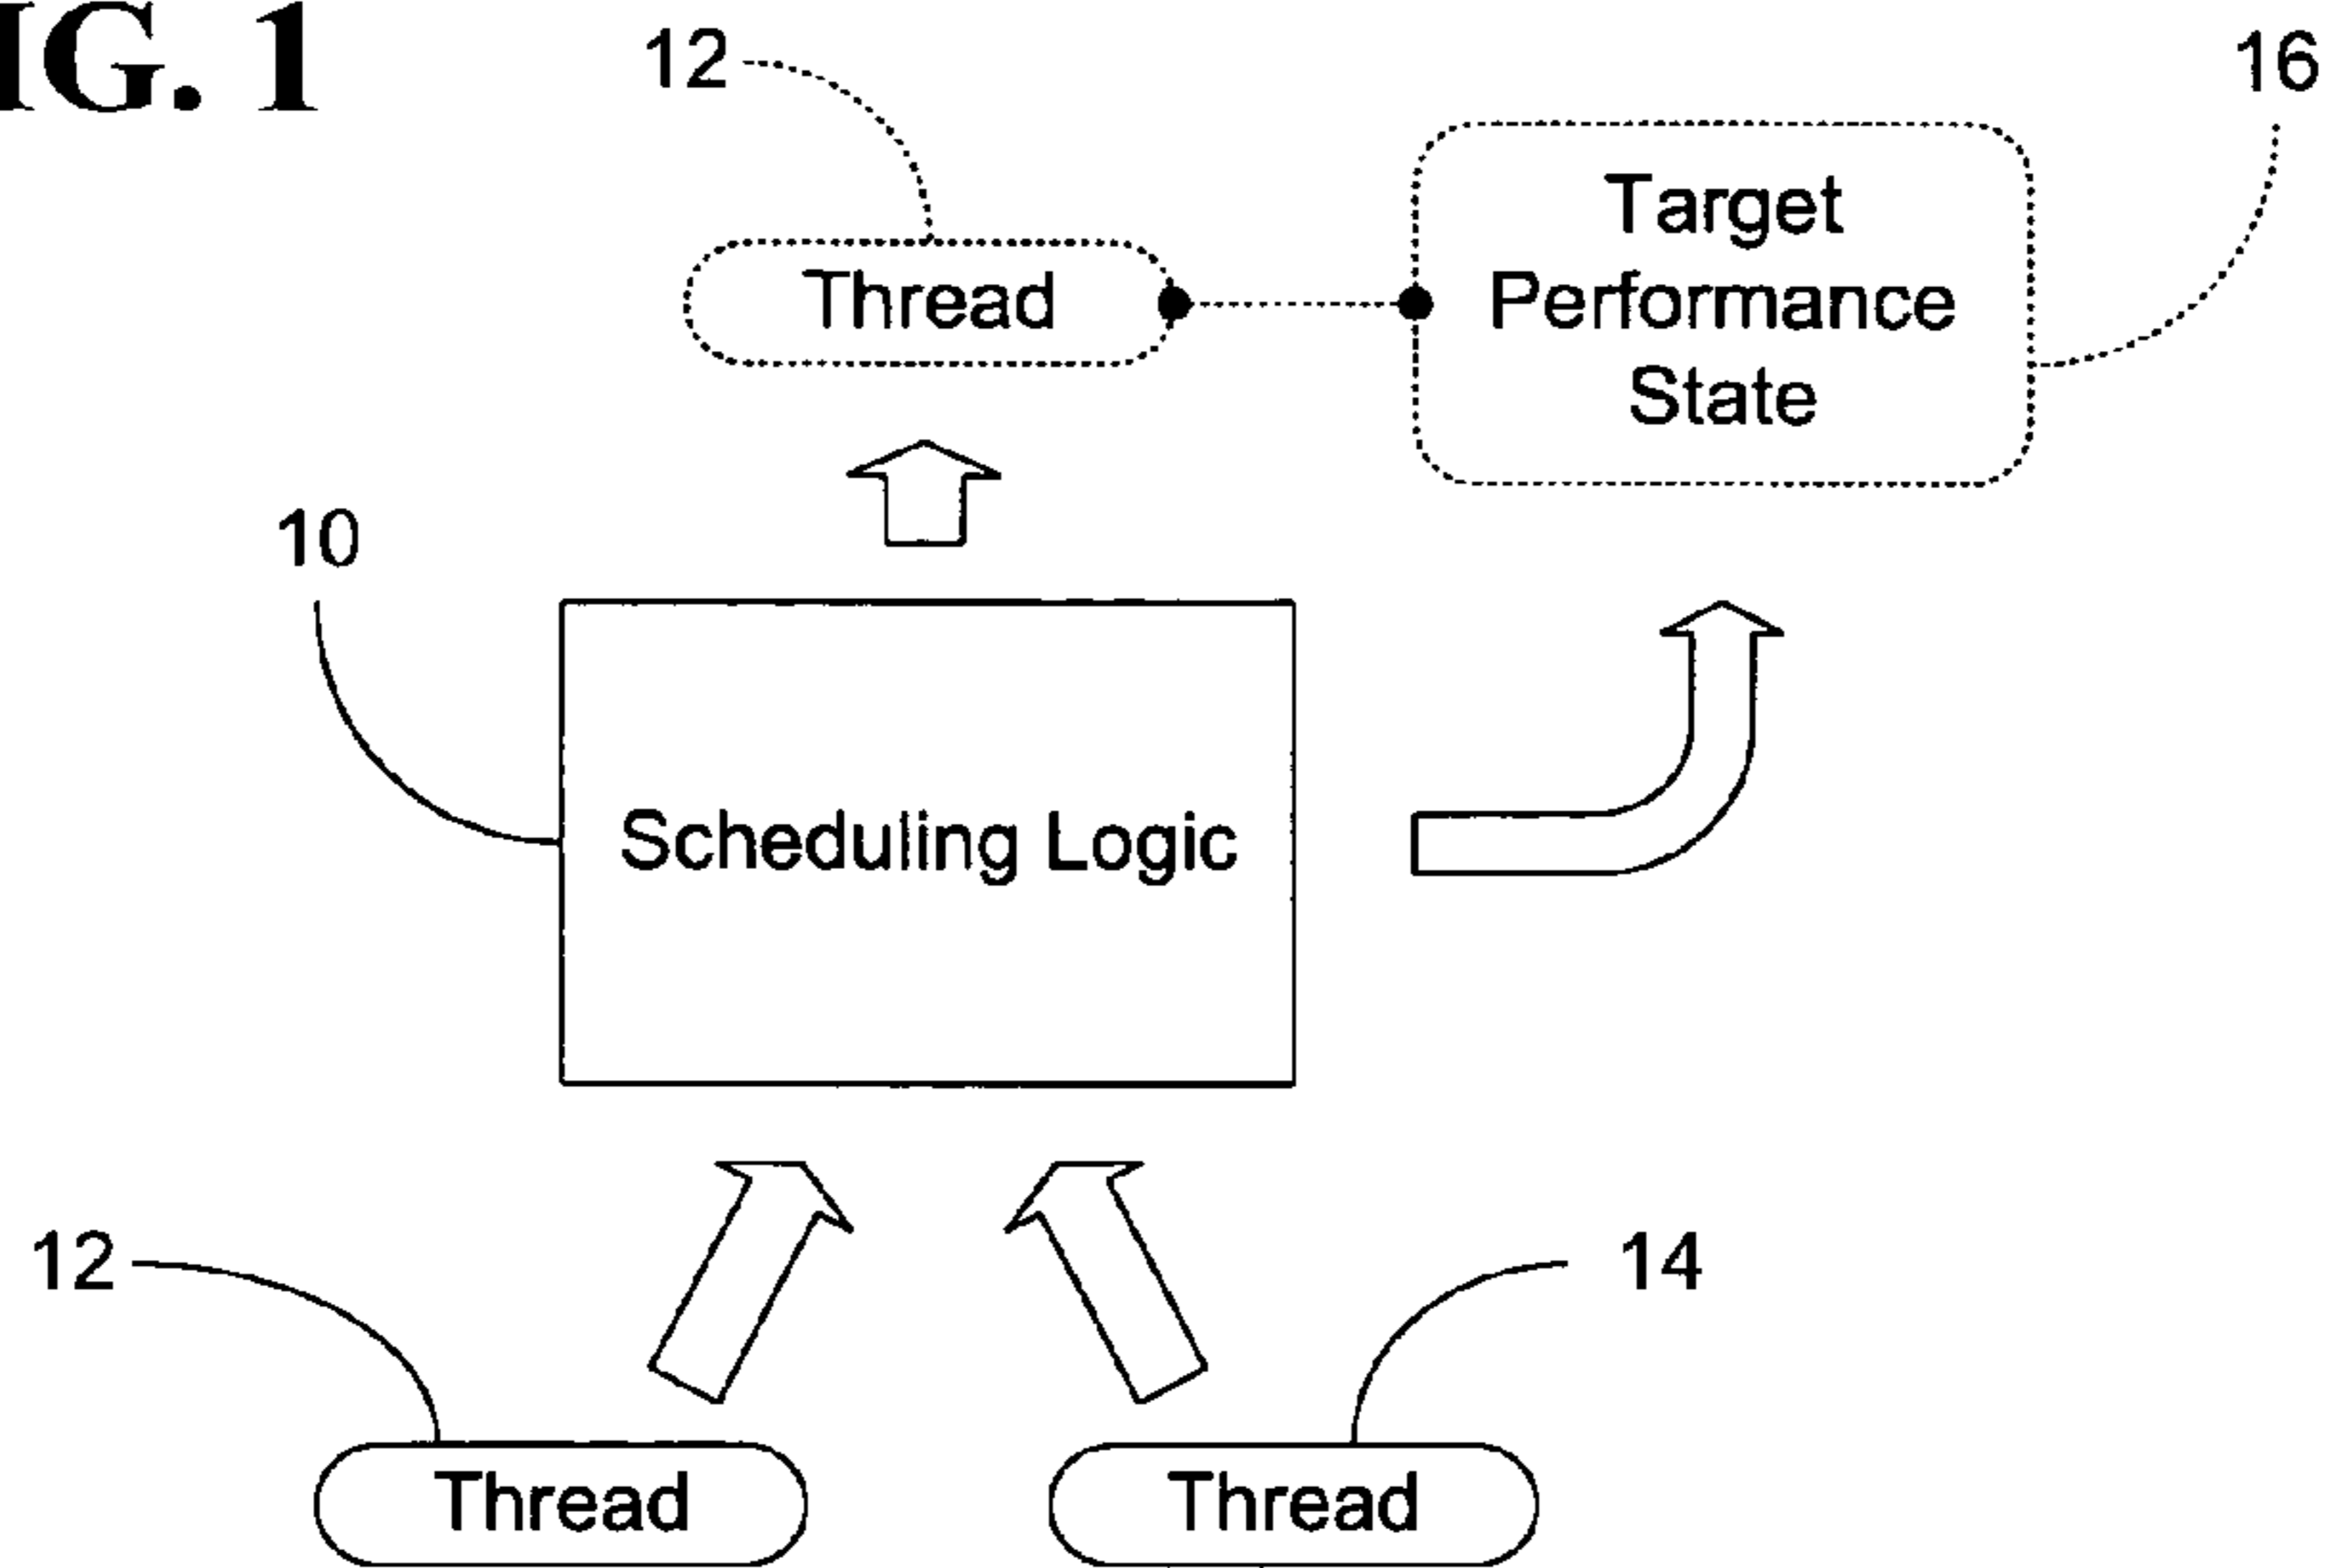 IG. 1
12
16
Target
Thread
Performance
State
10
Scheduling Logic
12
14
Thread
Thread